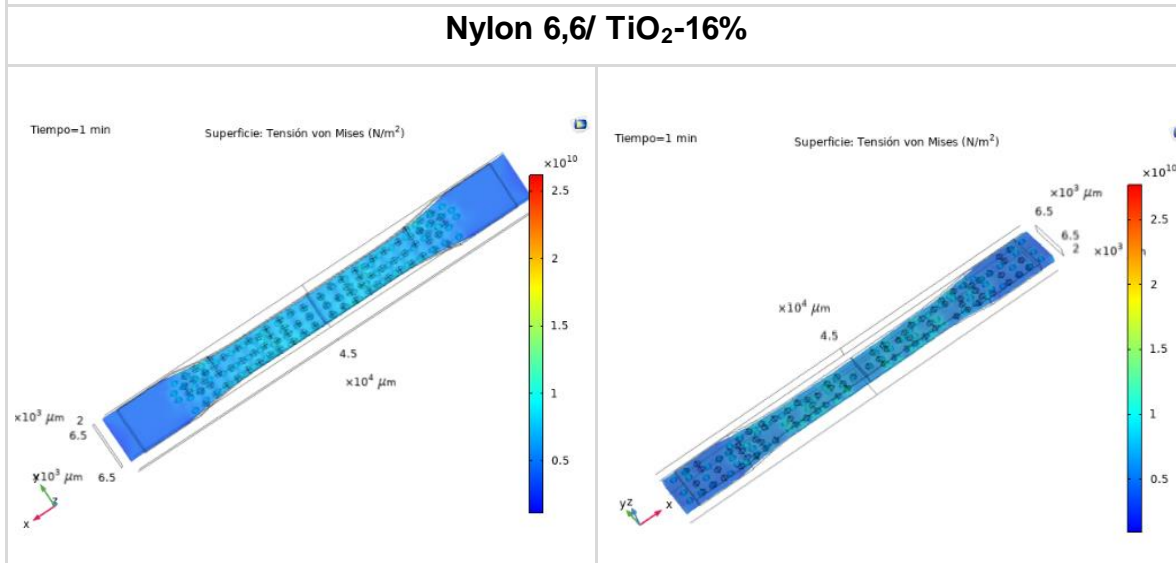 Nylon 6,6/ TiO₂-16%
Tiempo=1 min
Superficie: Tensión von Mises (N/m²)
×10¹⁰
2.5
2
1.5
1
0.5
4.5
×10⁴ μm
×10³ μm 2
6.5
×10³ μm 6.5
y
z
x
Tiempo=1 min
Superficie: Tensión von Mises (N/m²)
×10¹⁰
×10³ μm
6.5
6.5
2 ×10³
2.5
2
1.5
1
0.5
×10⁴ μm
4.5
y z x